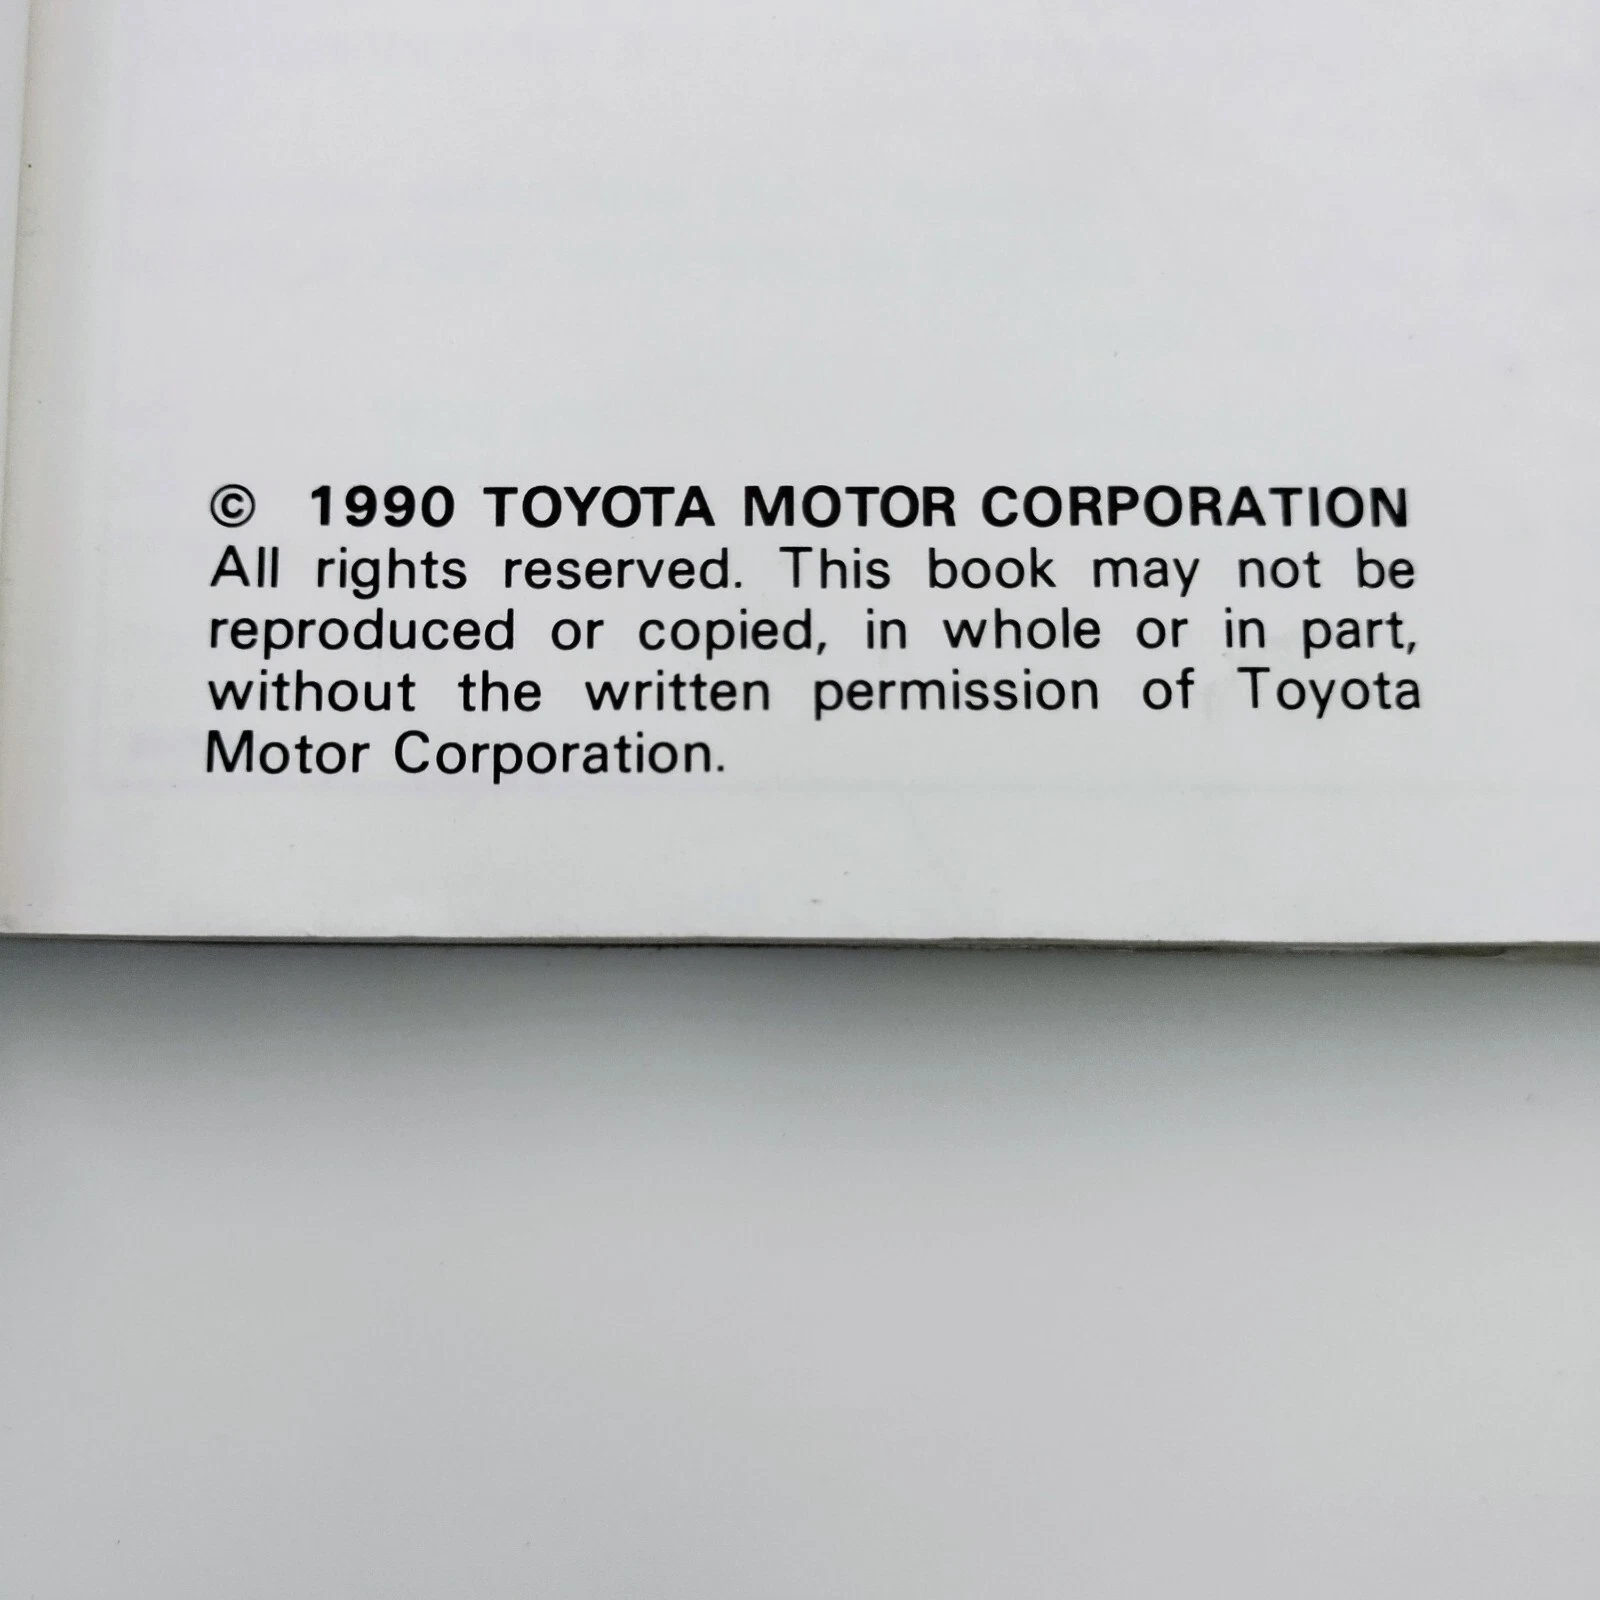 © 1990 TOYOTA MOTOR CORPORATION
All rights reserved. This book may not be
reproduced or copied, in whole or in part,
without the written permission of Toyota
Motor Corporation.